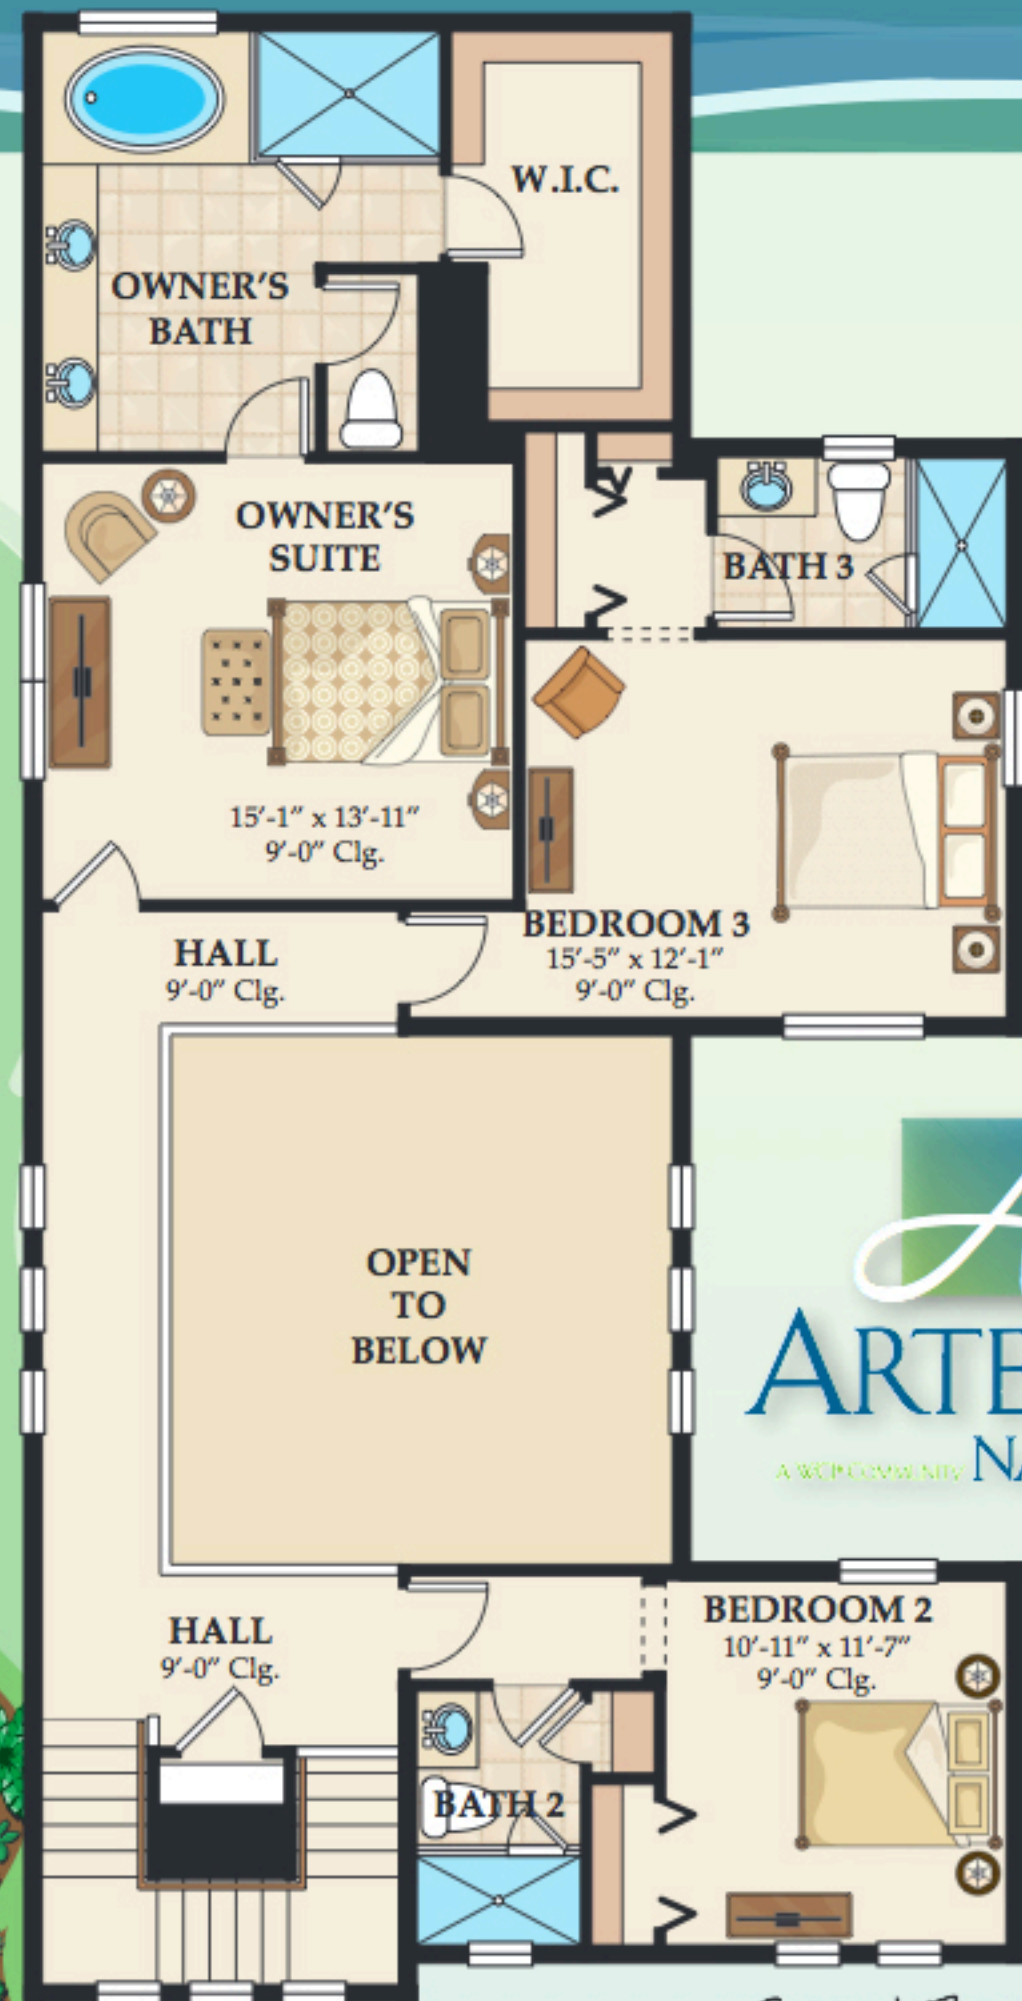 W.I.C.
OWNER'S
BATH
OWNER'S
SUITE
15'-1" x 13'-11"
9'-0" Clg.
BATH 3
BEDROOM 3
15'-5" x 12'-1"
9'-0" Clg.
HALL
9'-0" Clg.
OPEN
TO
BELOW
A WCI COMMUNITY
HALL
9'-0" Clg.
BEDROOM 2
10'-11" x 11'-7"
9'-0" Clg.
BATH 2